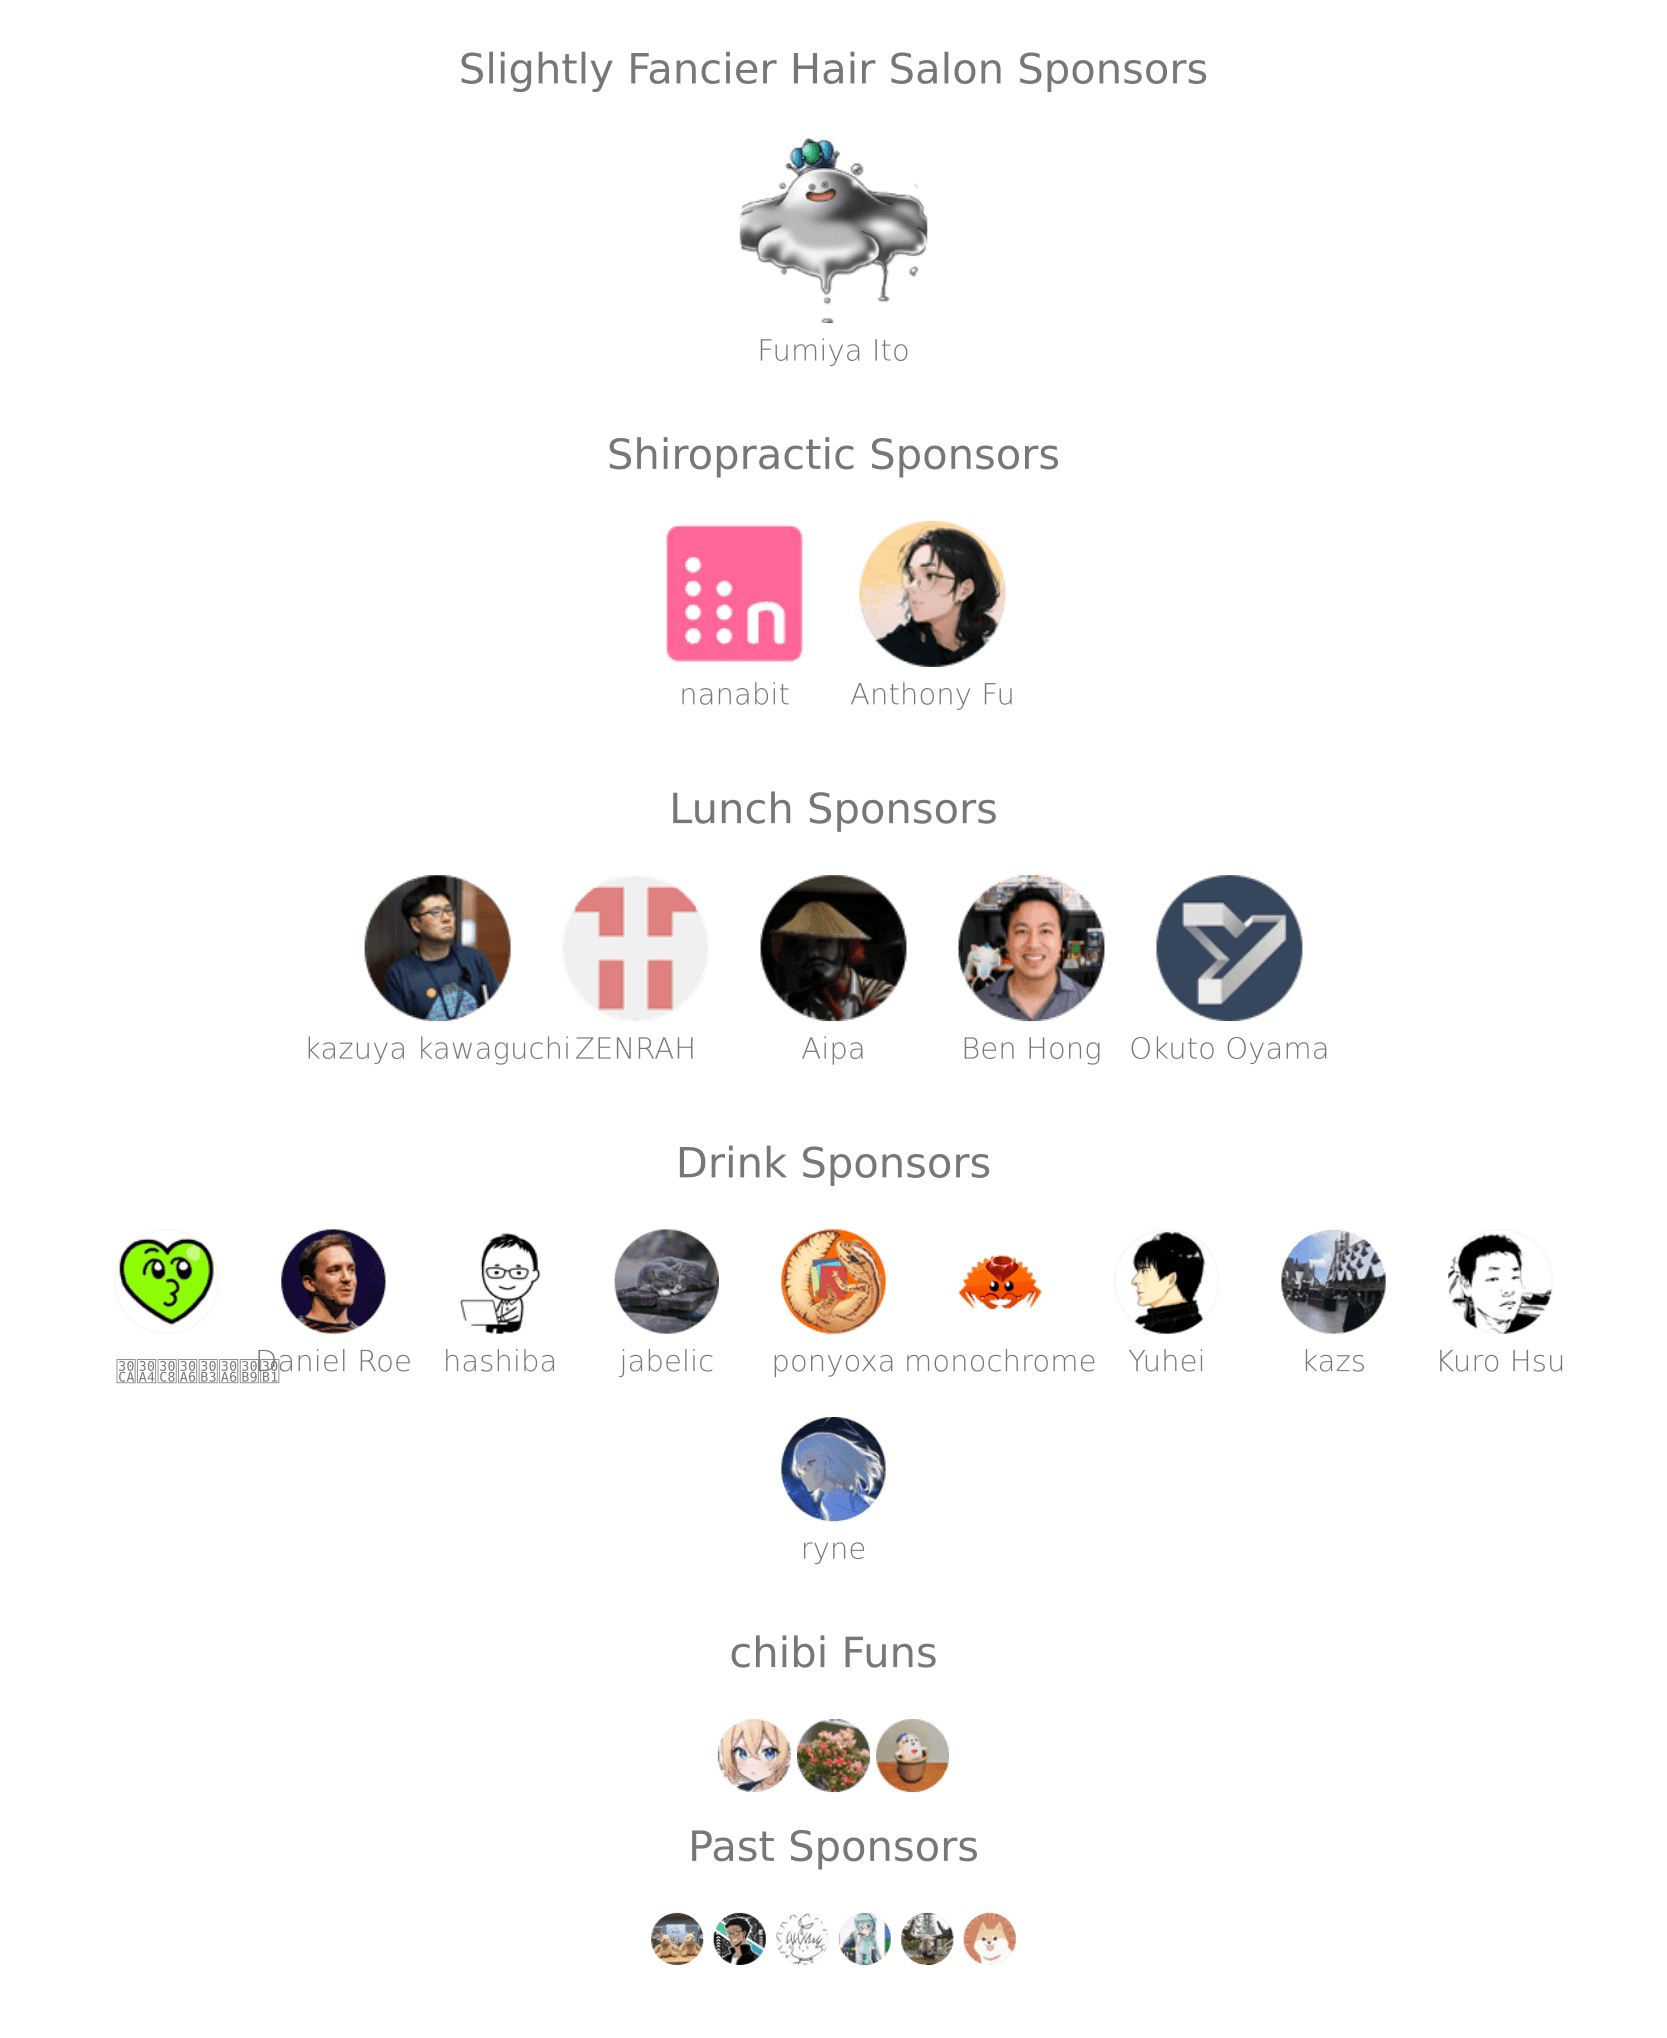 Slightly Fancier Hair Salon Sponsors
Fumiya Ito
Shiropractic Sponsors
nanabit
Anthony Fu
Lunch Sponsors
kazuya kawaguchi
ZENRAH
Aipa
Ben Hong
Okuto Oyama
Drink Sponsors
Daniel Roe
hashiba
jabelic
ponyoxa
monochrome
Yuhei
kazs
Kuro Hsu
ryne
chibi Funs
Past Sponsors